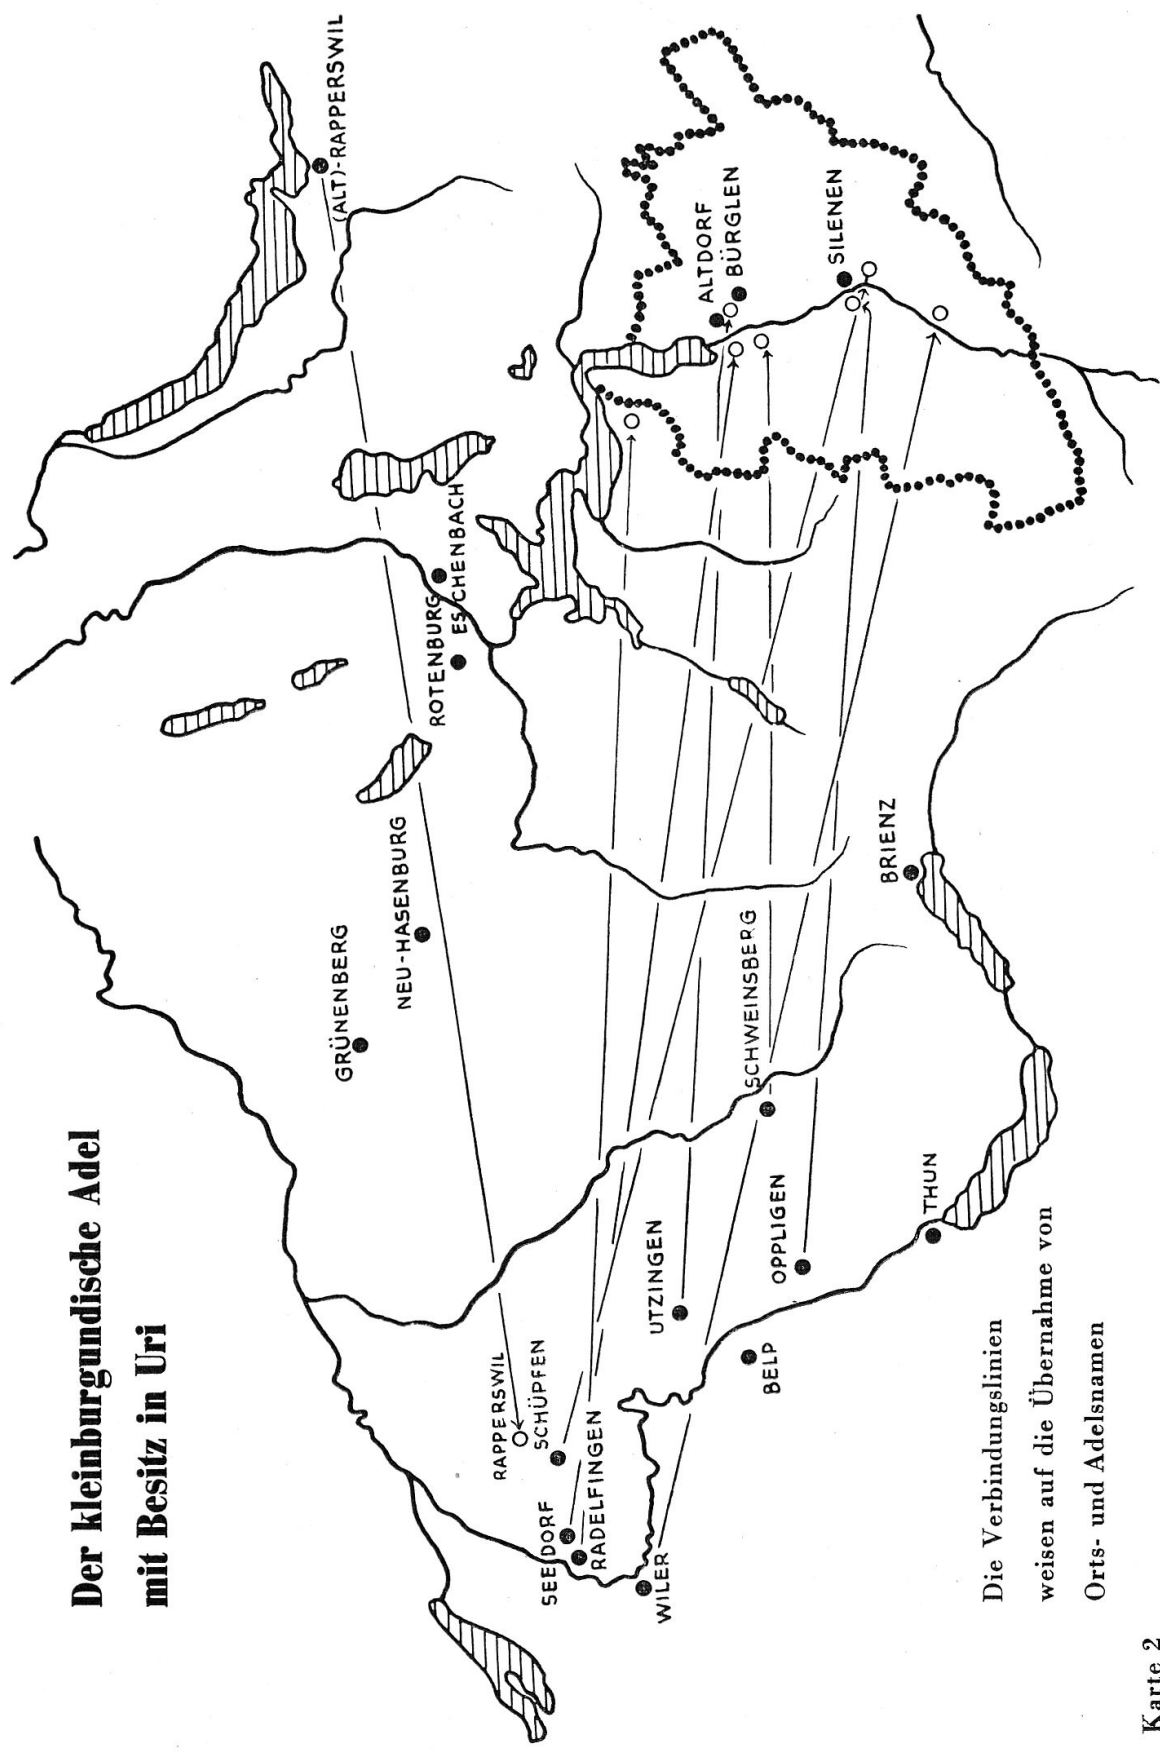 Der kleinburgundische Adel
mit Besitz in Uri
(ALT)-RAPPERSWIL
ESCHENBACH
ROTENBURG
NEU-HASENBURG
GRÜNENBERG
ALTDORF
BÜRGLEN
SILENEN
BRIENZ
SCHWEINSBERG
THUN
OPPLIGEN
UTZINGEN
BELP
RAPPERSWIL
SCHÜPFEN
SEEDORF
RADELFINGEN
WILER
Die Verbindungslinien
weisen auf die Übernahme von
Orts- und Adelsnamen
Karte 2